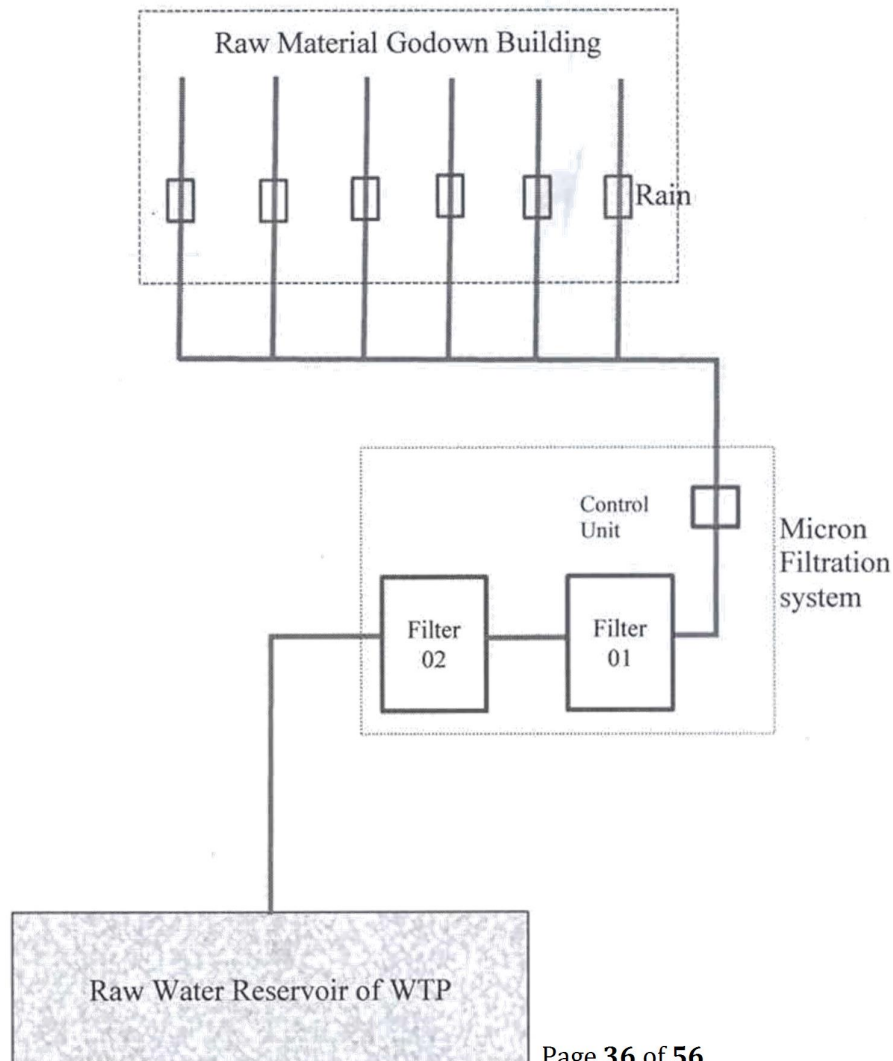 Raw Material Godown Building
Rain
Control
Unit
Micron
Filtration
system
Filter
02
Filter
01
Raw Water Reservoir of WTP
Page 36 of 56